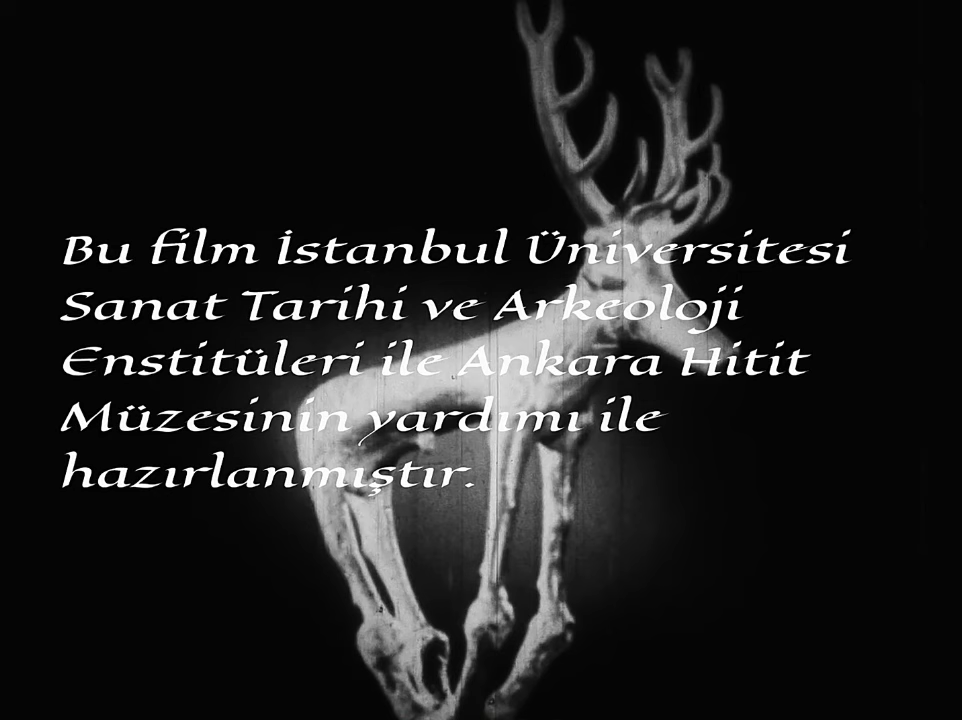 Bu film İstanbul Üniversitesi
Sanat Tarihi ve Arkeoloji
Enstitüleri ile Ankara Hitit
Müzesinin yardımı ile
hazırlanmıştır.